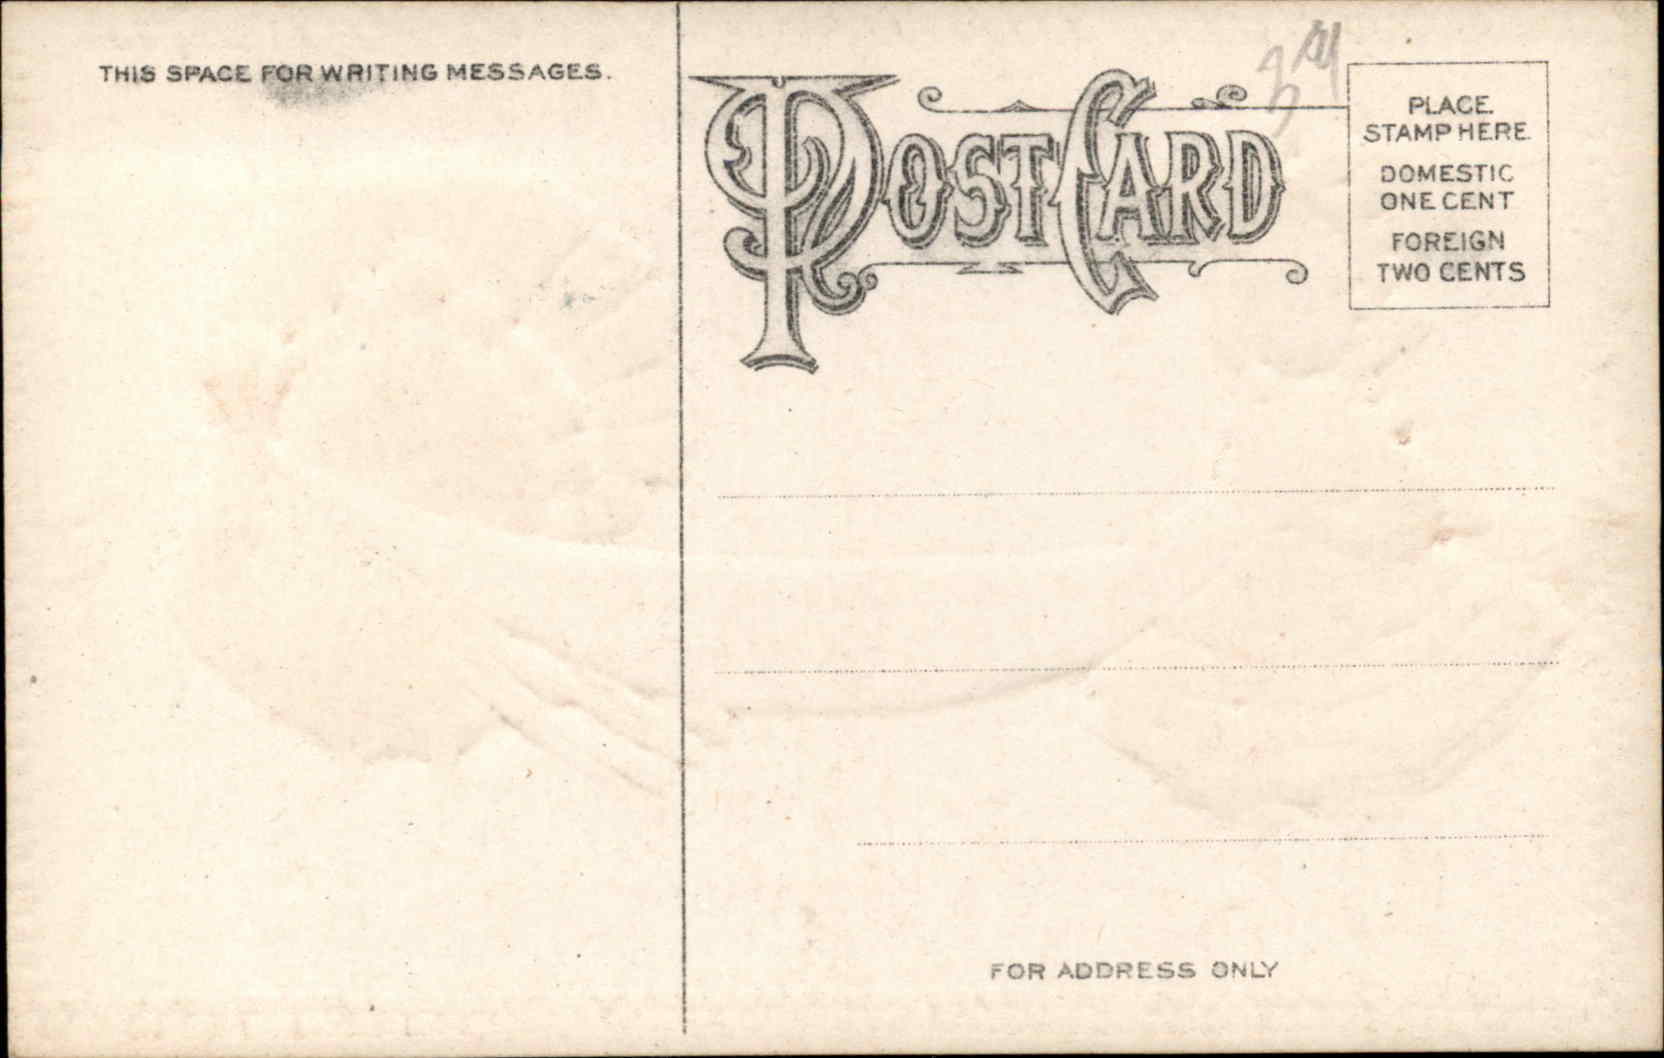 THIS SPACE FOR WRITING MESSAGES.
POST CARD
PLACE
STAMP HERE
DOMESTIC
ONE CENT
FOREIGN
TWO CENTS
FOR ADDRESS ONLY